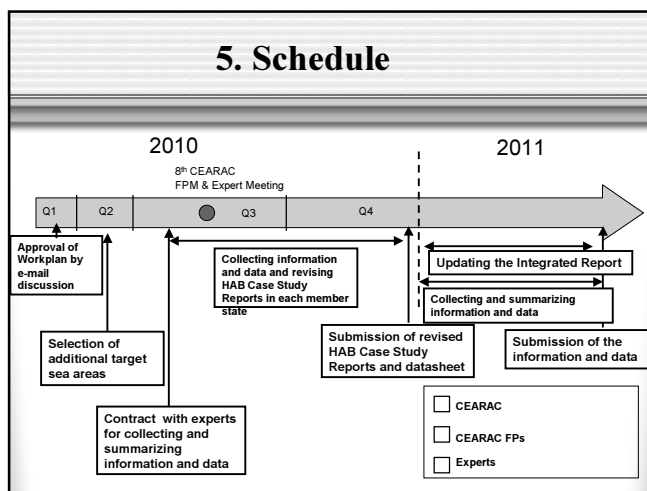 5. Schedule
2010
2011
8th CEARAC
FPM & Expert Meeting
Q1
Q2
Q3
Q4
Approval of
Workplan by
e-mail
discussion
Collecting information
and data and revising
HAB Case Study
Reports in each member
state
Updating the Integrated Report
Collecting and summarizing
information and data
Selection of
additional target
sea areas
Submission of revised
HAB Case Study
Reports and datasheet
Submission of the
information and data
Contract with experts
for collecting and
summarizing
information and data
CEARAC
CEARAC FPs
Experts